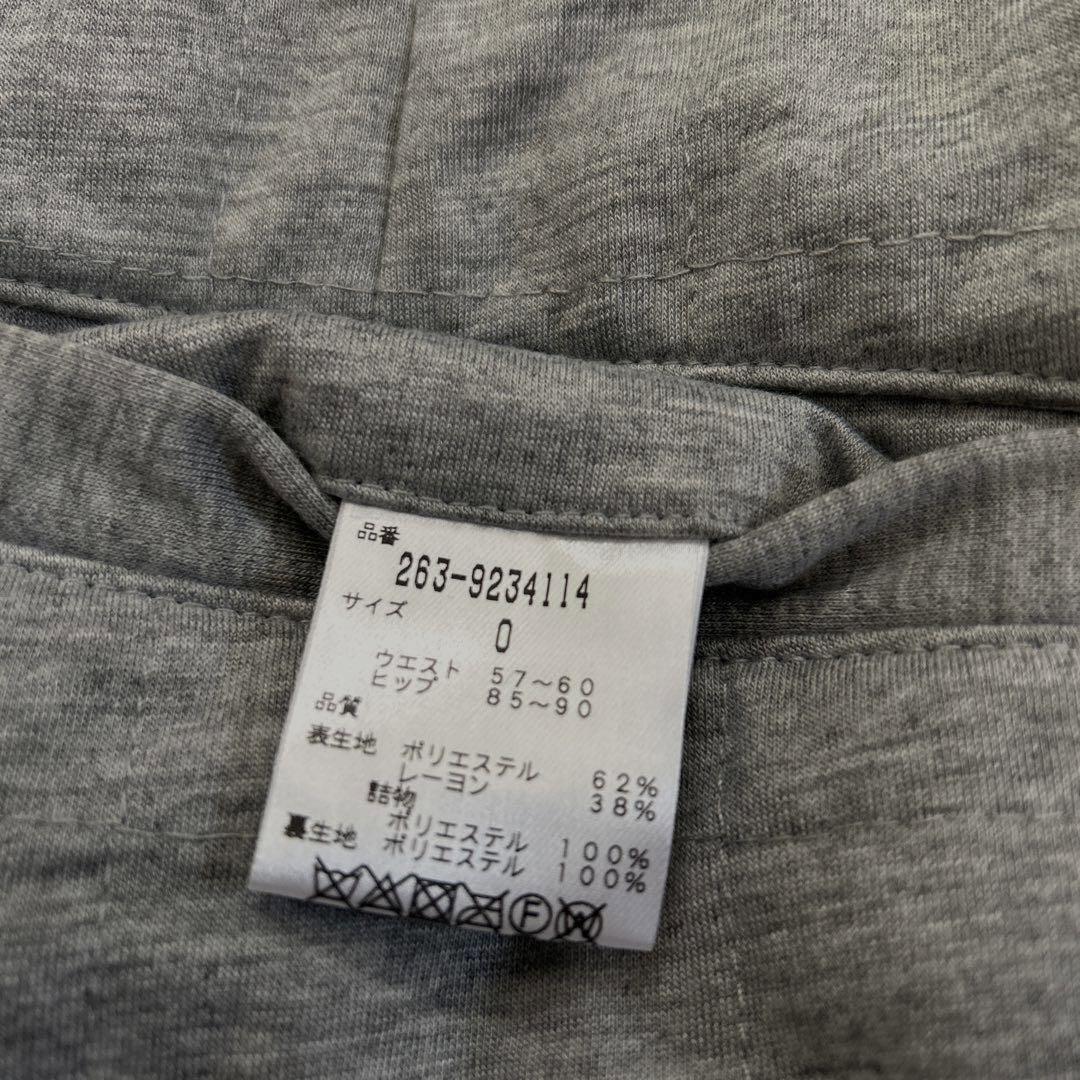 品番
263-9234114
サイズ
0
ウエスト 57〜60
ヒップ 85〜90
品質
表生地 ポリエステル 62%
レーヨン 38%
詰物
ポリエステル 100%
裏生地 ポリエステル 100%
F W